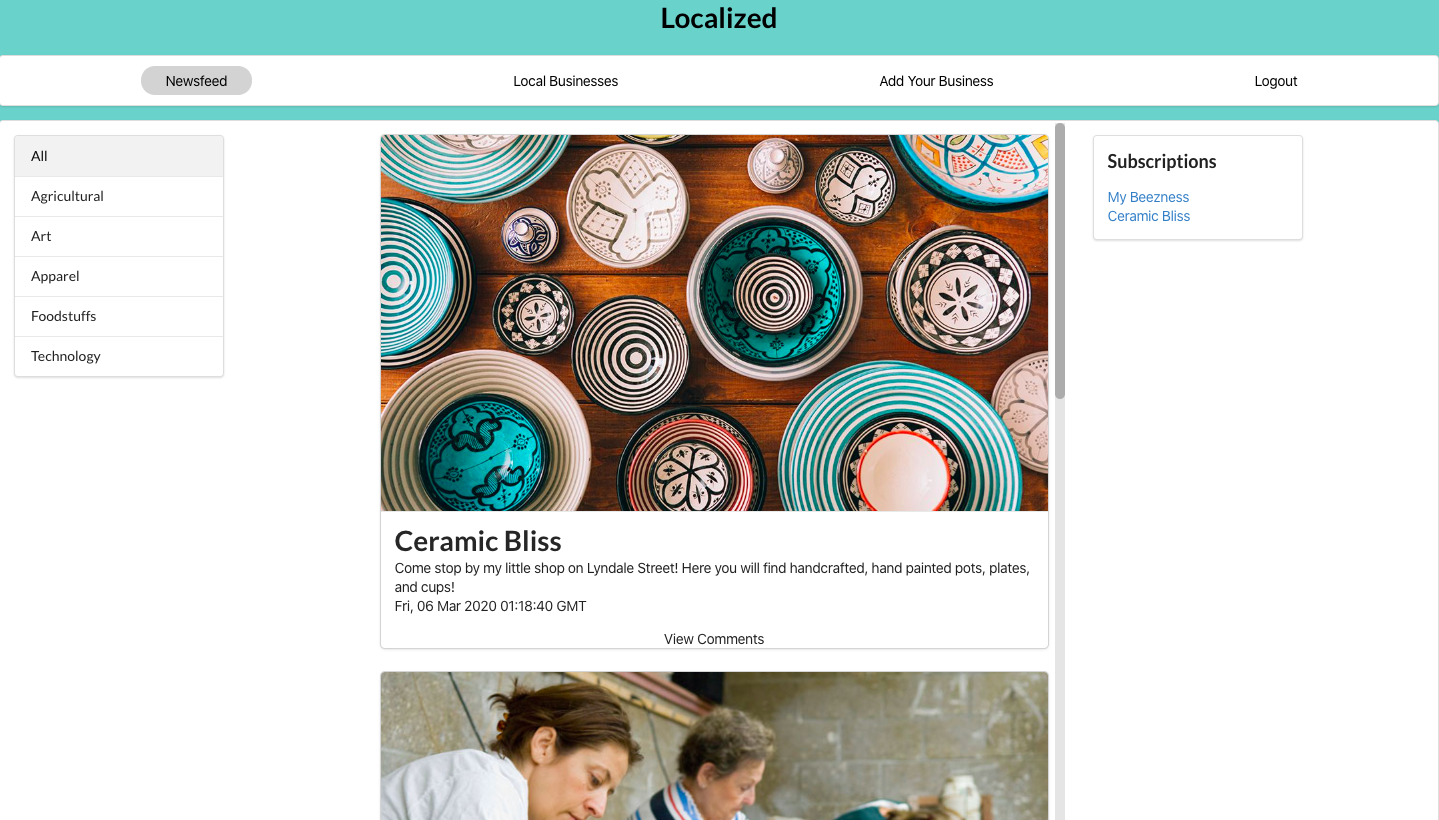 Localized
Newsfeed
Local Businesses
Add Your Business
Logout
All
Agricultural
Art
Apparel
Foodstuffs
Technology
Ceramic Bliss
Come stop by my little shop on Lyndale Street! Here you will find handcrafted, hand painted pots, plates,
and cups!
Fri, 06 Mar 2020 01:18:40 GMT
View Comments
Subscriptions
My Beezness
Ceramic Bliss